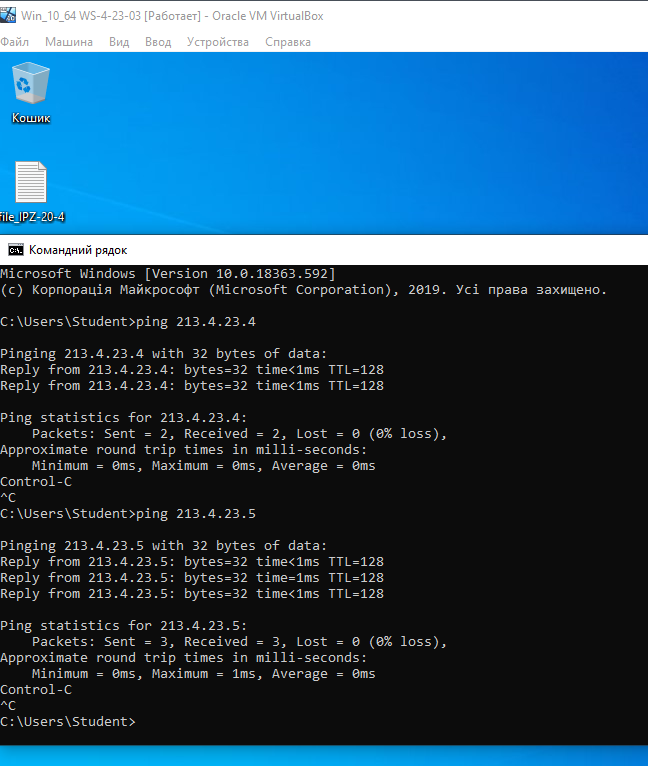 Win_10_64 WS-4-23-03 [Работает] - Oracle VM VirtualBox
Файл Машина Вид Ввод Устройства Справка
Кошик
file_IPZ-20-4
Командний рядок
Microsoft Windows [Version 10.0.18363.592]
(c) Корпорація Майкрософт (Microsoft Corporation), 2019. Усі права захищено.
C:\Users\Student>ping 213.4.23.4
Pinging 213.4.23.4 with 32 bytes of data:
Reply from 213.4.23.4: bytes=32 time<1ms TTL=128
Reply from 213.4.23.4: bytes=32 time<1ms TTL=128
Ping statistics for 213.4.23.4:
Packets: Sent = 2, Received = 2, Lost = 0 (0% loss),
Approximate round trip times in milli-seconds:
Minimum = 0ms, Maximum = 0ms, Average = 0ms
Control-C
^C
C:\Users\Student>ping 213.4.23.5
Pinging 213.4.23.5 with 32 bytes of data:
Reply from 213.4.23.5: bytes=32 time<1ms TTL=128
Reply from 213.4.23.5: bytes=32 time=1ms TTL=128
Reply from 213.4.23.5: bytes=32 time<1ms TTL=128
Ping statistics for 213.4.23.5:
Packets: Sent = 3, Received = 3, Lost = 0 (0% loss),
Approximate round trip times in milli-seconds:
Minimum = 0ms, Maximum = 1ms, Average = 0ms
Control-C
^C
C:\Users\Student>